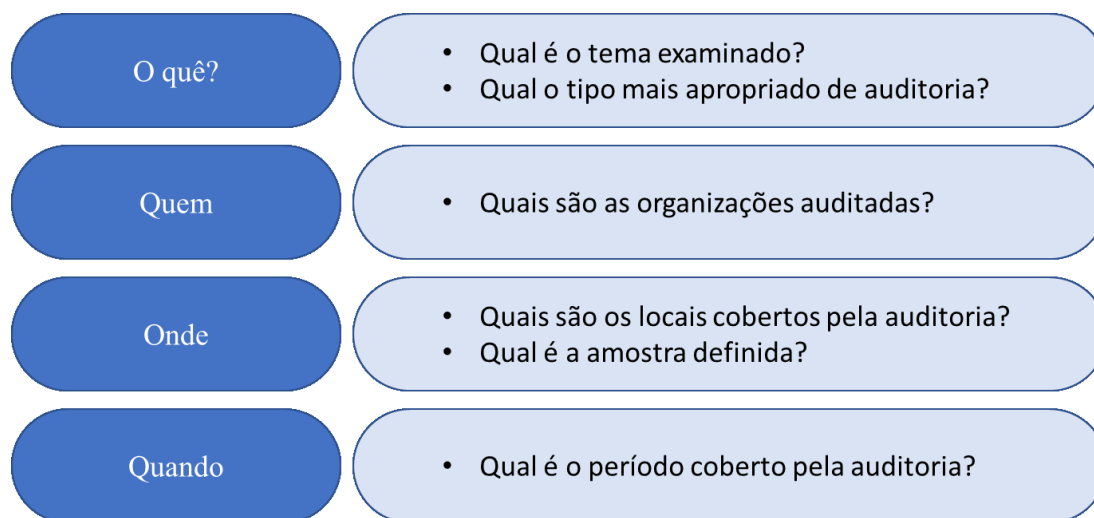 O quê?
• Qual é o tema examinado?
• Qual o tipo mais apropriado de auditoria?
Quem
• Quais são as organizações auditadas?
Onde
• Quais são os locais cobertos pela auditoria?
• Qual é a amostra definida?
Quando
• Qual é o período coberto pela auditoria?